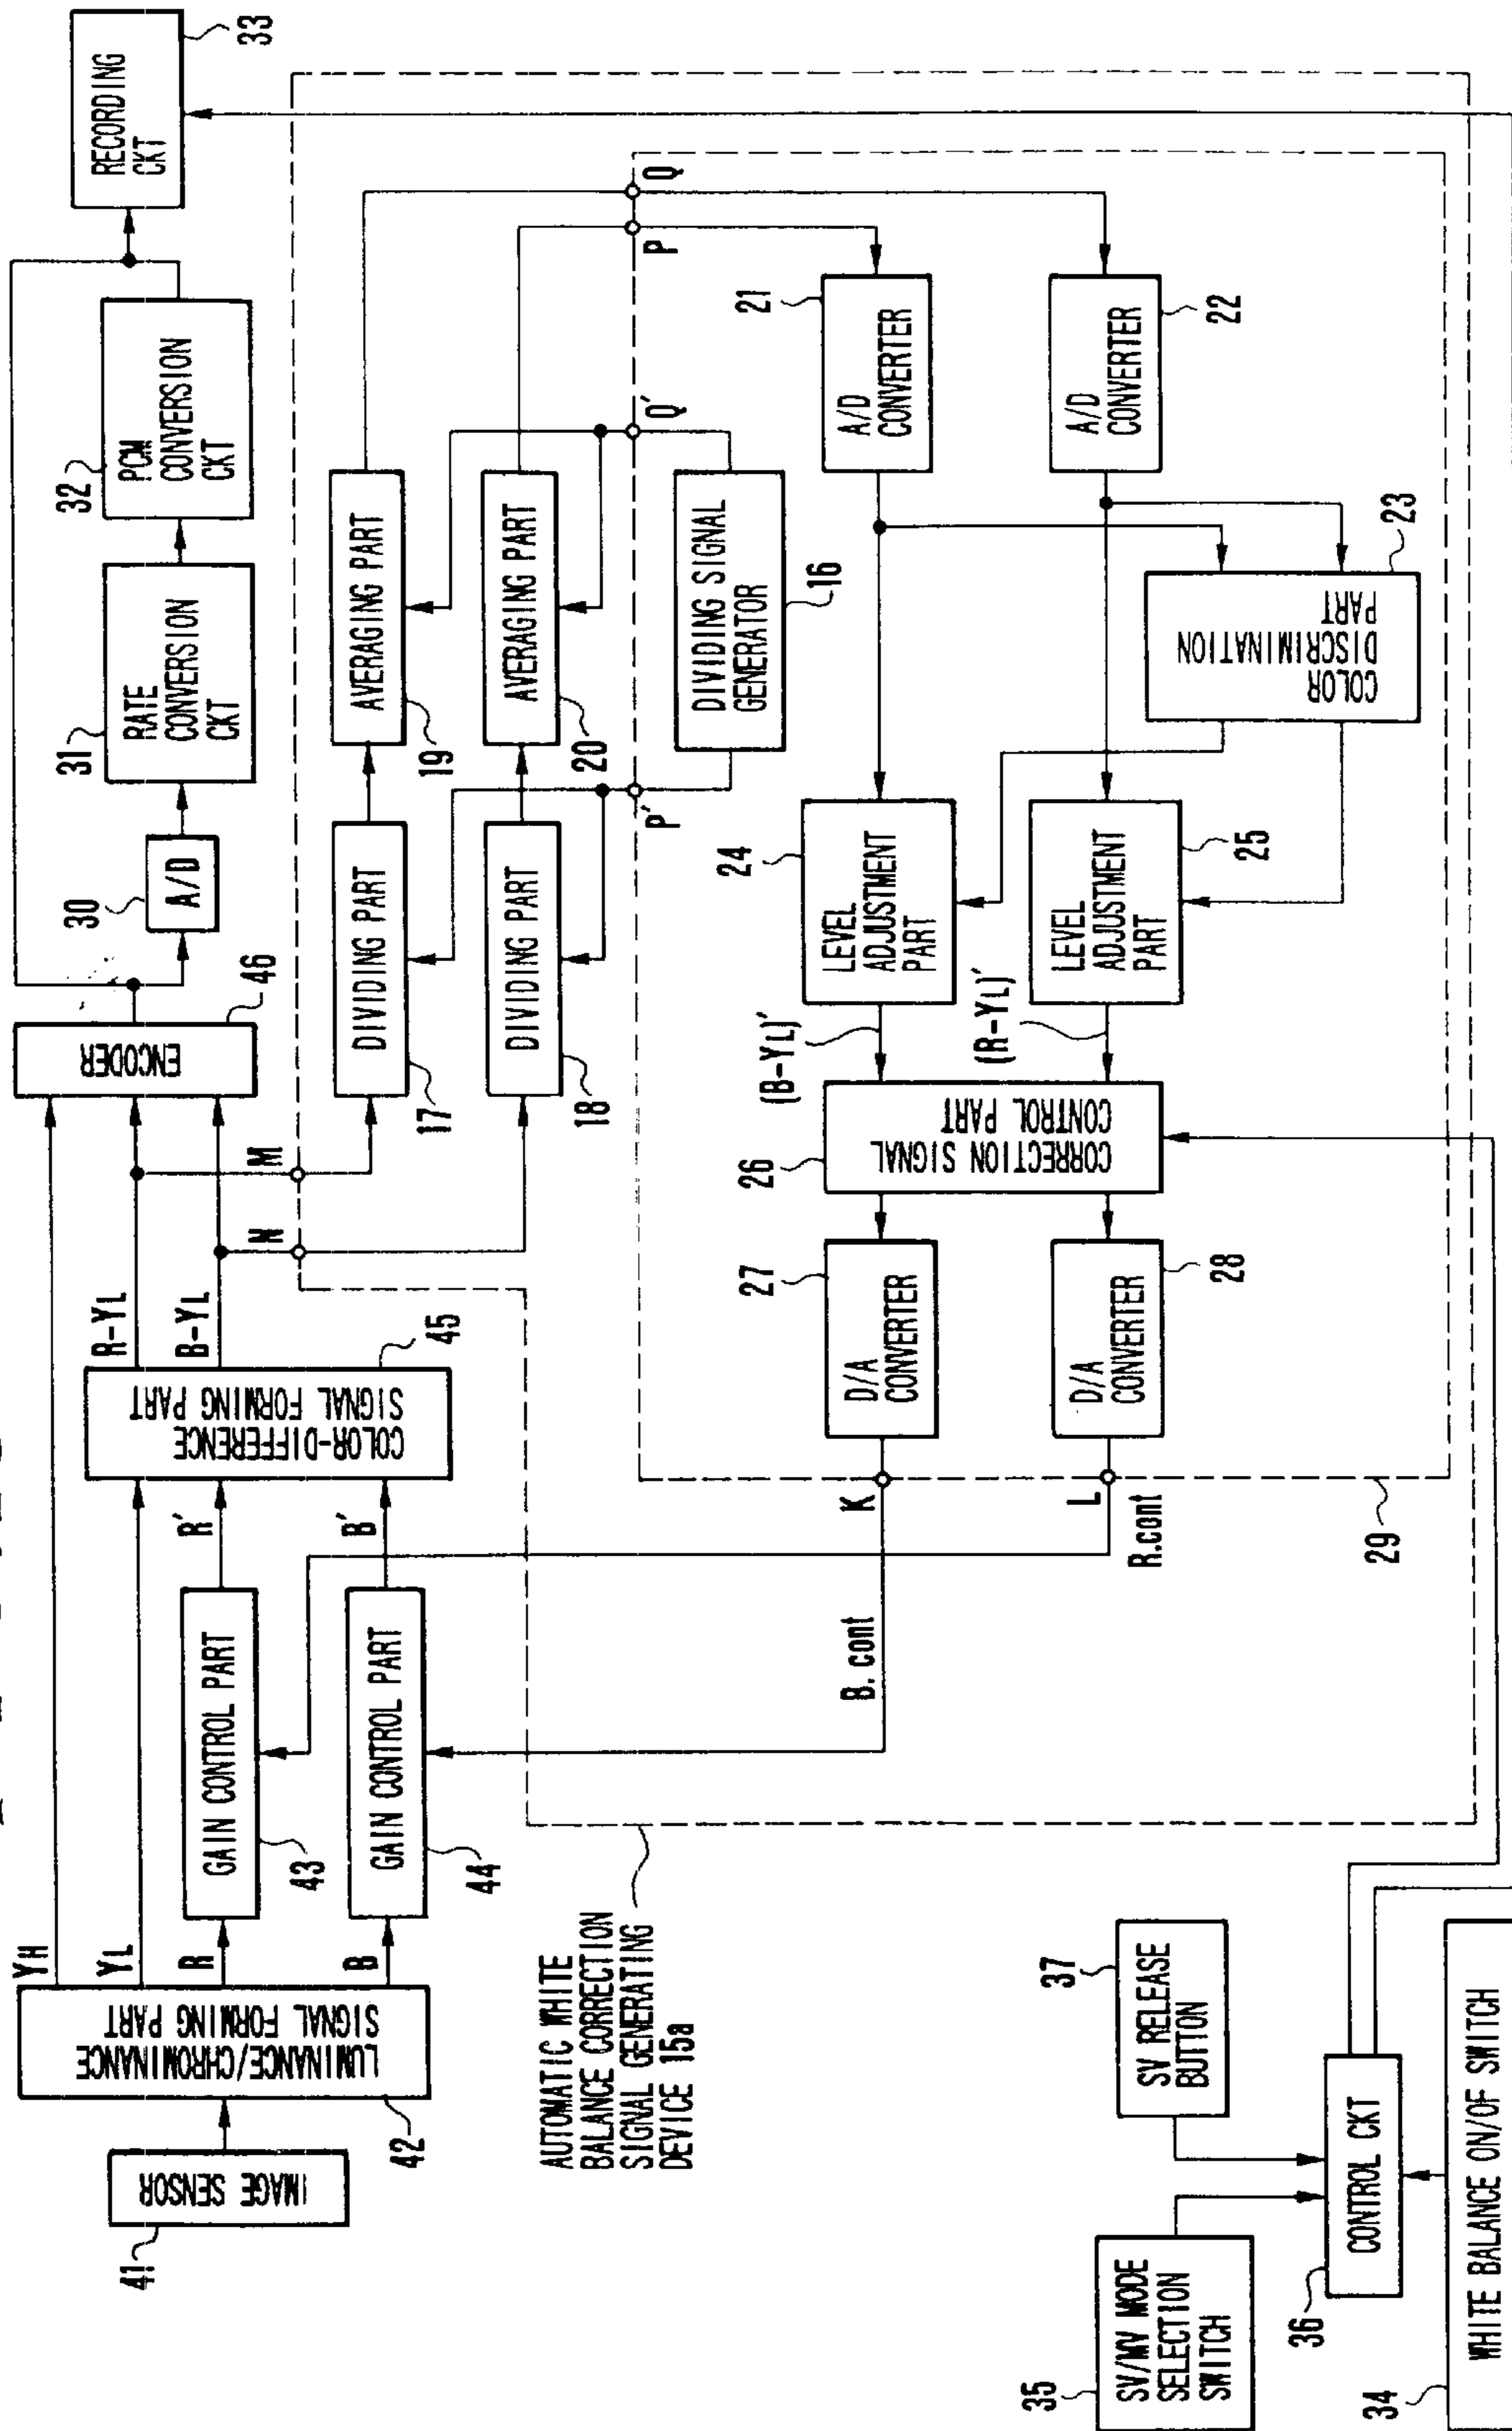 IMAGE SENSOR
41
LUMINANCE/CHROMINANCE
SIGNAL FORMING PART
42
YH
YL
R
B
GAIN CONTROL PART
43
GAIN CONTROL PART
44
R'
B'
COLOR-DIFFERENCE
SIGNAL FORMING PART
45
R-YL
B-YL
M
N
ENCODER
46
30
A/D
31
RATE
CONVERSION
CKT
32
PCM
CONVERSION
CKT
RECORDING
CKT
33
AUTOMATIC WHITE
BALANCE CORRECTION
SIGNAL GENERATING
DEVICE 15a
DIVIDING PART
17
DIVIDING PART
18
AVERAGING PART
19
AVERAGING PART
20
P'
Q'
P
Q
DIVIDING SIGNAL
GENERATOR
16
21
A/D
CONVERTER
A/D
CONVERTER
22
COLOR
DISCRIMINATION
PART
23
24
LEVEL
ADJUSTMENT
PART
LEVEL
ADJUSTMENT
PART
25
(B-YL)'
(R-YL)'
26
CORRECTION SIGNAL
CONTROL PART
27
D/A
CONVERTER
D/A
CONVERTER
28
K
L
B. cont
R.cont
29
35
SV/MV MODE
SELECTION
SWITCH
37
SV RELEASE
BUTTON
36
CONTROL CKT
34
WHITE BALANCE ON/OF SWITCH